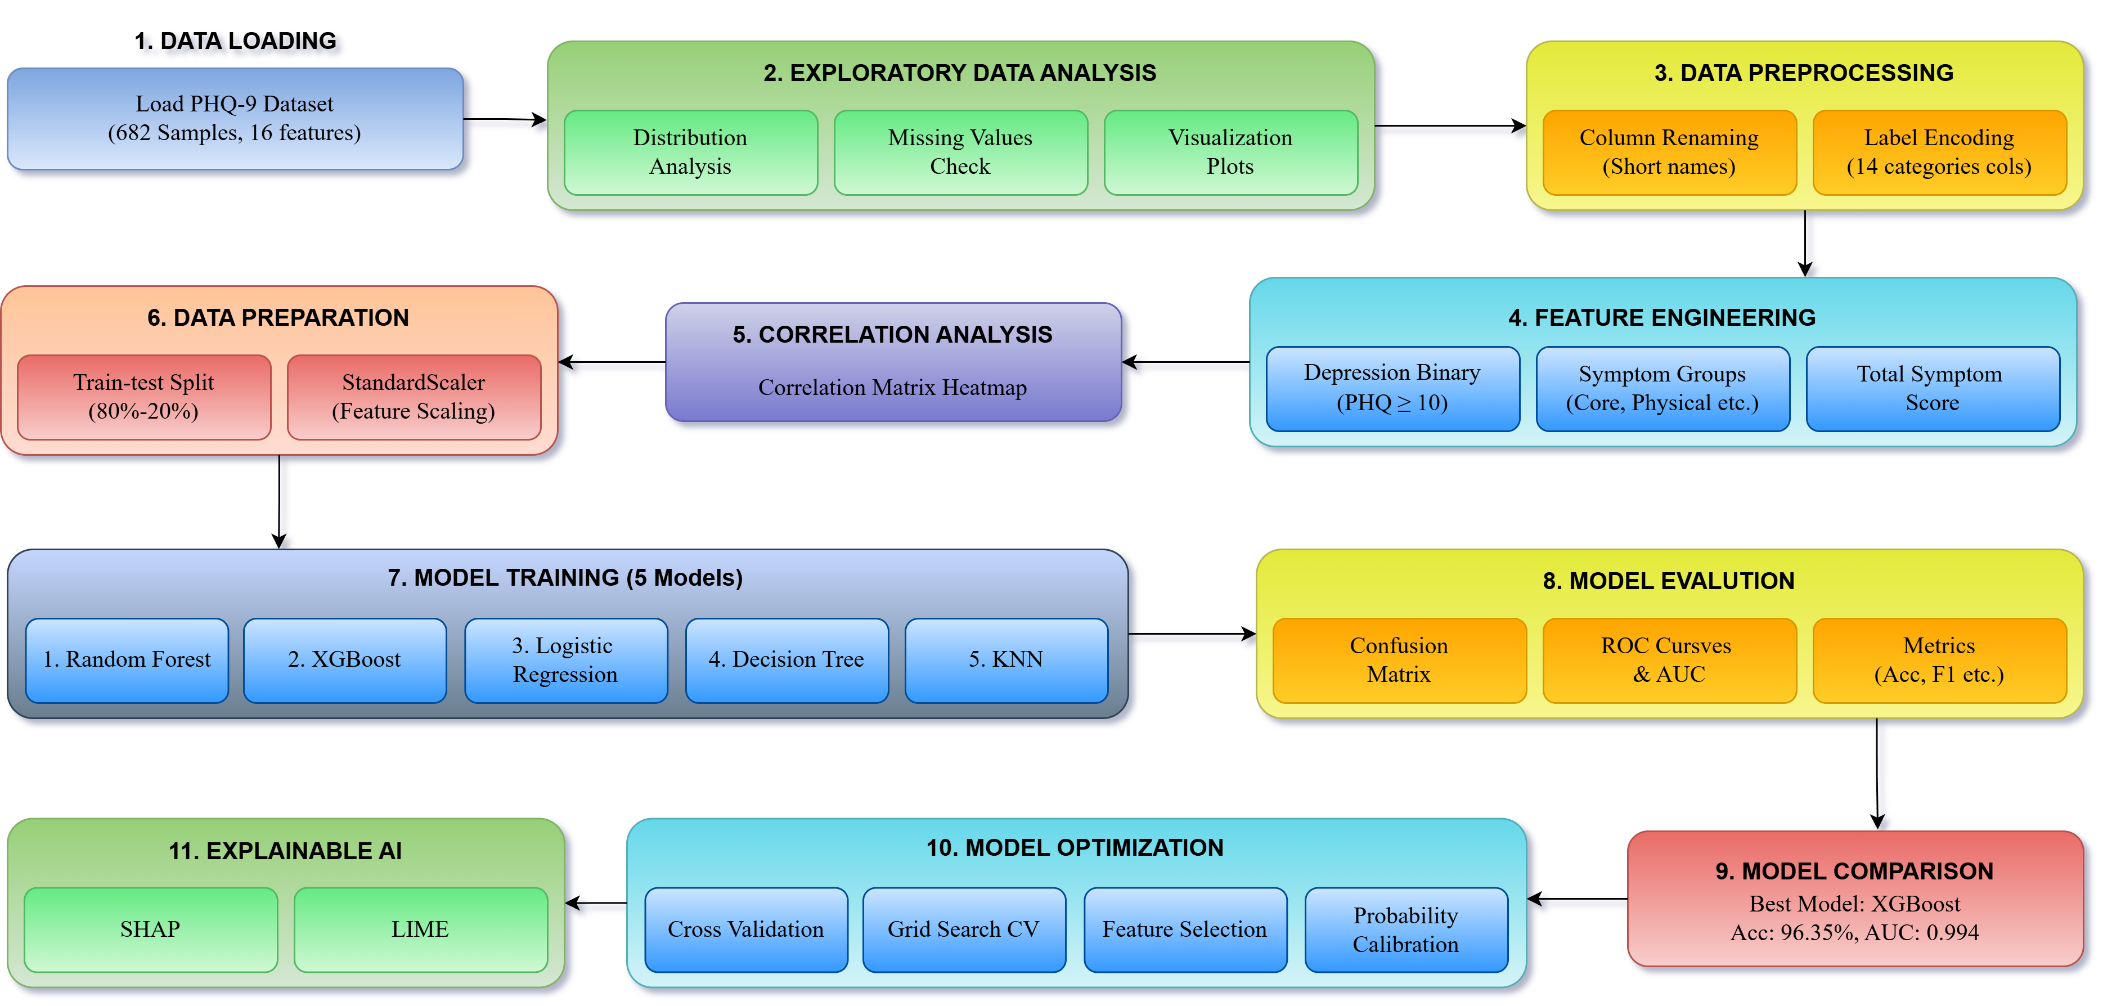 1. DATA LOADING
Load PHQ-9 Dataset
(682 Samples, 16 features)
2. EXPLORATORY DATA ANALYSIS
Distribution
Analysis
Missing Values
Check
Visualization
Plots
3. DATA PREPROCESSING
Column Renaming
(Short names)
Label Encoding
(14 categories cols)
4. FEATURE ENGINEERING
Depression Binary
(PHQ ≥ 10)
Symptom Groups
(Core, Physical etc.)
Total Symptom
Score
5. CORRELATION ANALYSIS
Correlation Matrix Heatmap
6. DATA PREPARATION
Train-test Split
(80%-20%)
StandardScaler
(Feature Scaling)
7. MODEL TRAINING (5 Models)
1. Random Forest
2. XGBoost
3. Logistic
Regression
4. Decision Tree
5. KNN
8. MODEL EVALUTION
Confusion
Matrix
ROC Cursves
& AUC
Metrics
(Acc, F1 etc.)
9. MODEL COMPARISON
Best Model: XGBoost
Acc: 96.35%, AUC: 0.994
10. MODEL OPTIMIZATION
Cross Validation
Grid Search CV
Feature Selection
Probability
Calibration
11. EXPLAINABLE AI
SHAP
LIME